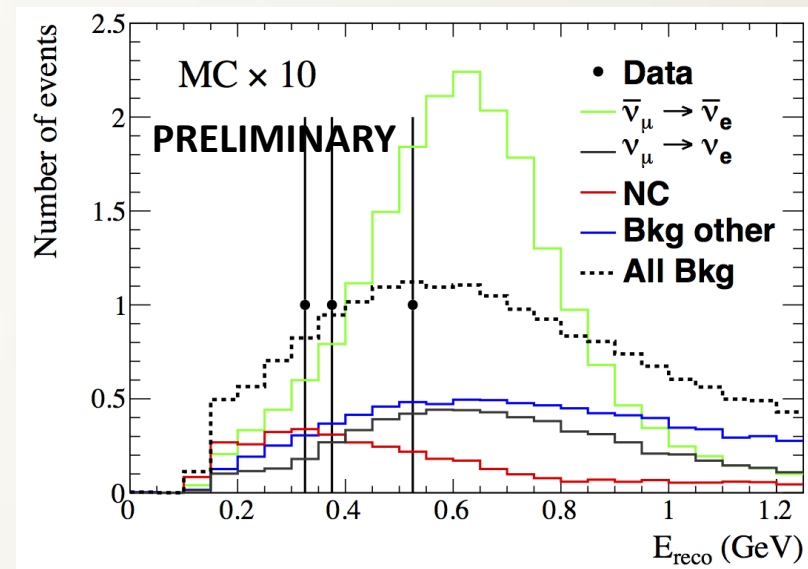 Number of events
2.5
2
1.5
1
0.5
0
MC × 10
PRELIMINARY
Data
ν̅μ → ν̅e
νμ → νe
NC
Bkg other
All Bkg
0 0.2 0.4 0.6 0.8 1 1.2
Ereco (GeV)